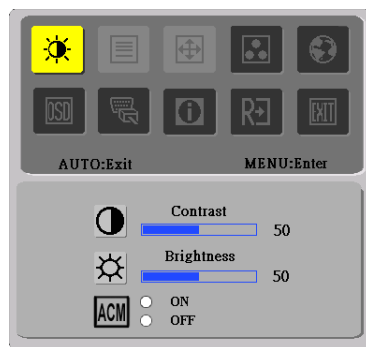 OSD i R EXIT
AUTO:Exit MENU:Enter
Contrast
50
Brightness
50
ACM ON
OFF